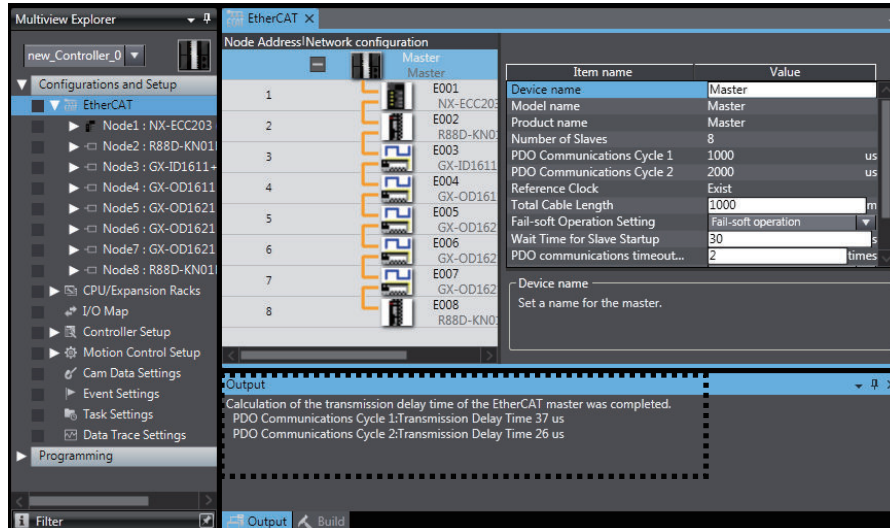 Multiview Explorer
new_Controller_0
Configurations and Setup
EtherCAT
Node1 : NX-ECC203
Node2 : R88D-KN01
Node3 : GX-ID1611+
Node4 : GX-OD1611
Node5 : GX-OD1621
Node6 : GX-OD1621
Node7 : GX-OD1621
Node8 : R88D-KN01
CPU/Expansion Racks
I/O Map
Controller Setup
Motion Control Setup
Cam Data Settings
Event Settings
Task Settings
Data Trace Settings
Programming
Filter
EtherCAT
Node Address Network configuration
Master
Master
1 E001
NX-ECC203
2 E002
R88D-KN0
3 E003
GX-ID1611
4 E004
GX-OD161
5 E005
GX-OD162
6 E006
GX-OD162
7 E007
GX-OD162
8 E008
R88D-KN0
Item name Value
Device name Master
Model name Master
Product name Master
Number of Slaves 8
PDO Communications Cycle 1 1000 us
PDO Communications Cycle 2 2000 us
Reference Clock Exist
Total Cable Length 1000 m
Fail-soft Operation Setting Fail-soft operation
Wait Time for Slave Startup 30 s
PDO communications timeout... 2 times
Device name
Set a name for the master.
Output
Calculation of the transmission delay time of the EtherCAT master was completed.
PDO Communications Cycle 1:Transmission Delay Time 37 us
PDO Communications Cycle 2:Transmission Delay Time 26 us
Output Build